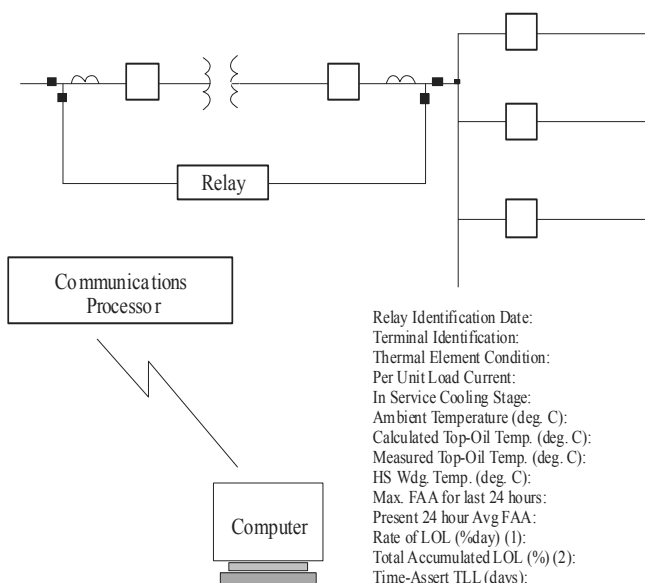 Relay
Communications
Processor
Computer
Relay Identification Date:
Terminal Identification:
Thermal Element Condition:
Per Unit Load Current:
In Service Cooling Stage:
Ambient Temperature (deg. C):
Calculated Top-Oil Temp. (deg. C):
Measured Top-Oil Temp. (deg. C):
HS Wdg. Temp. (deg. C):
Max. FAA for last 24 hours:
Present 24 hour Avg FAA:
Rate of LOL (%day) (1):
Total Accumulated LOL (%) (2):
Time-Assert TLL (days):